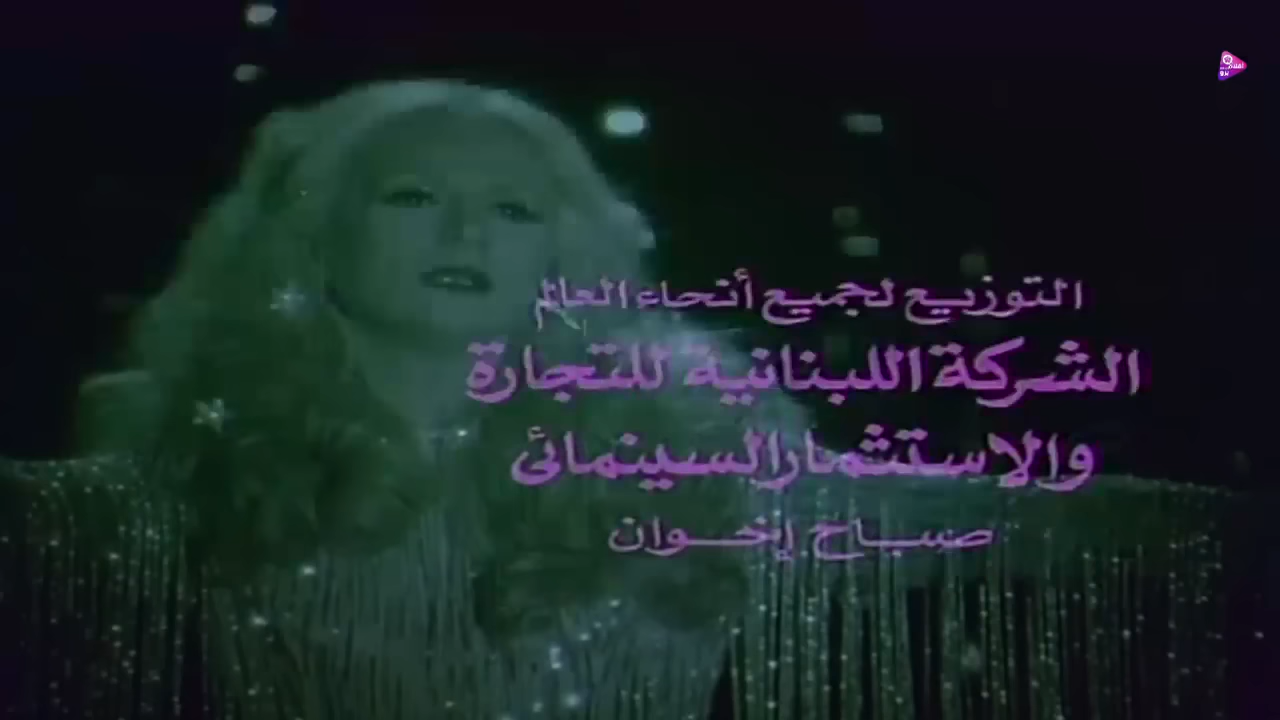 التوزيع لجميع أنحاء العالم
الشركة اللبنانية للتجارة
والاستثمار السينمائى
صباح إخوان